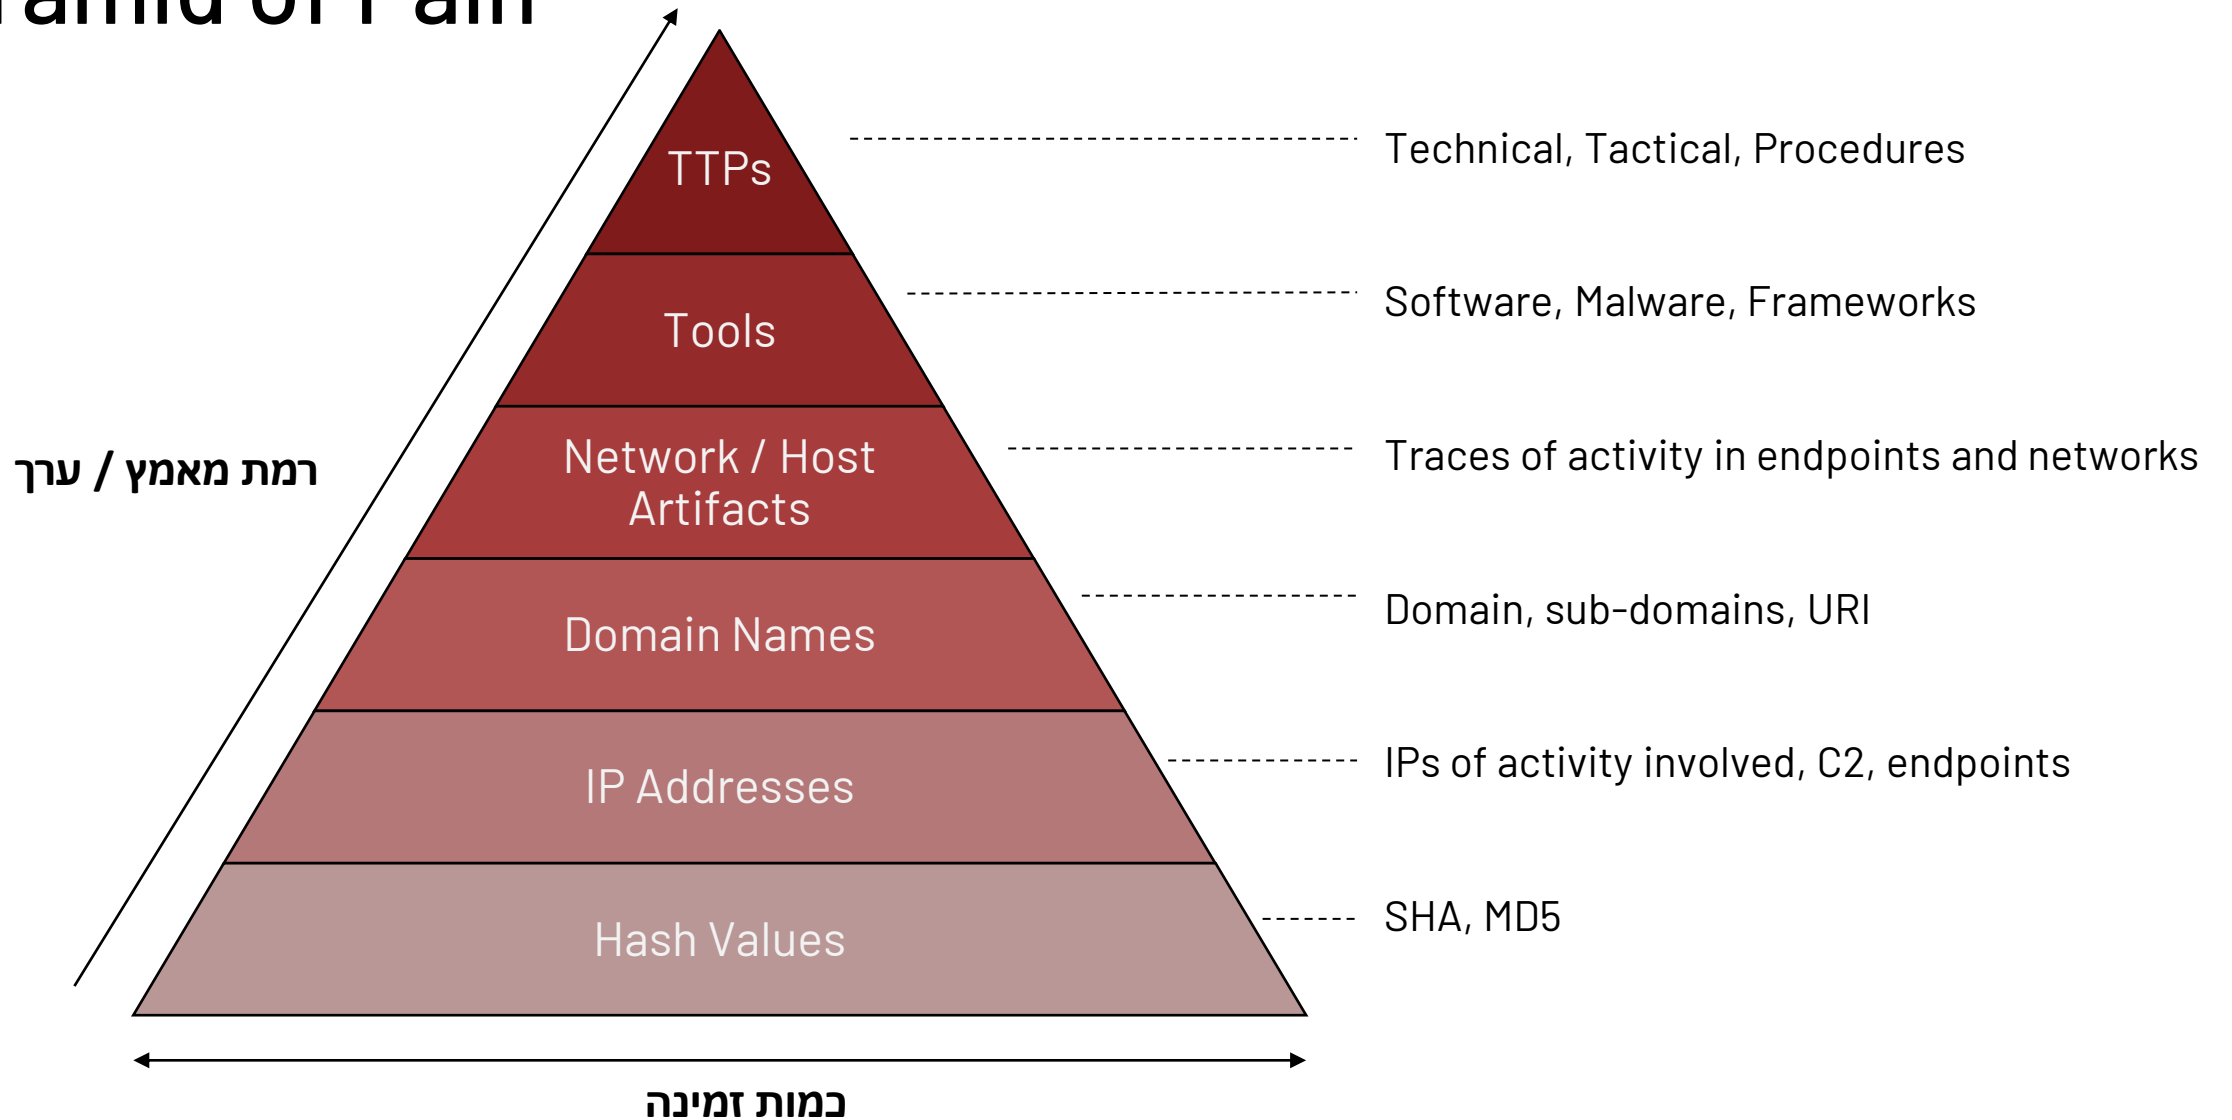 of Pain
TTPs
Technical, Tactical, Procedures
Tools
Software, Malware, Frameworks
רמת מאמץ / ערך
Network / Host
Artifacts
Traces of activity in endpoints and networks
Domain Names
Domain, sub-domains, URI
IP Addresses
IPs of activity involved, C2, endpoints
Hash Values
SHA, MD5
כמות זמינה